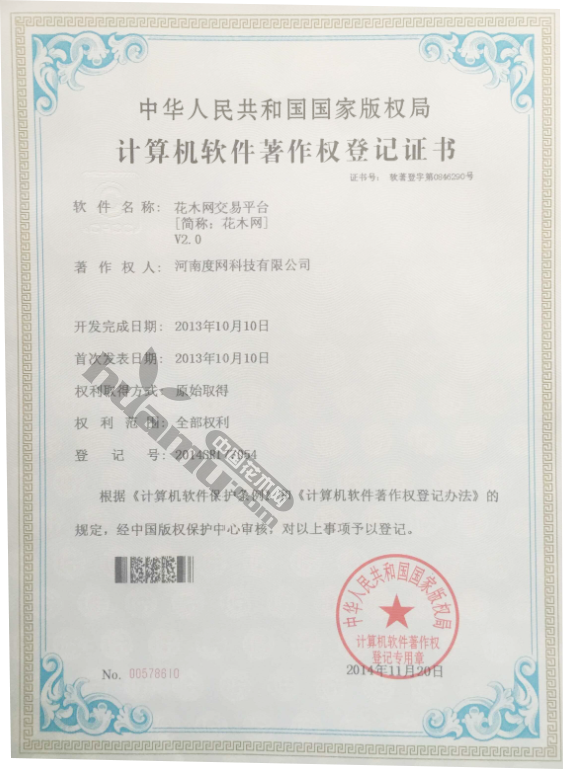 中华人民共和国国家版权局
计算机软件著作权登记证书
证书号： 软著登字第0846290号
软件名称： 花木网交易平台
[简称：花木网]
V2.0
著作权人： 河南度网科技有限公司
开发完成日期： 2013年10月10日
首次发表日期： 2013年10月10日
权利取得方式： 原始取得
权利范围： 全部权利
登记号： 2014SR177054
根据《计算机软件保护条例》和《计算机软件著作权登记办法》的
规定，经中国版权保护中心审核，对以上事项予以登记。
huamu.com
中国花木网
中华人民共和国国家版权局
计算机软件著作权
登记专用章
No. 00578610
2014年11月20日